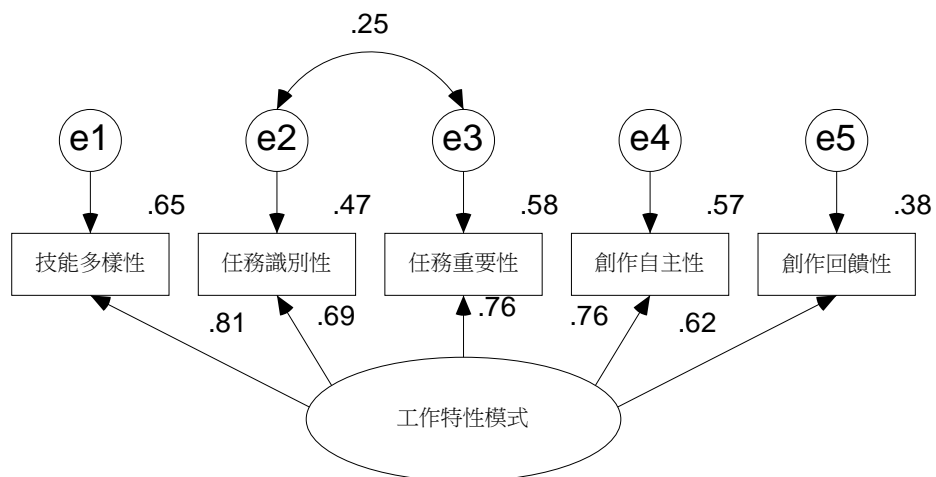 .25
e1 e2 e3 e4 e5
.65 .47 .58 .57 .38
技能多樣性 任務識別性 任務重要性 創作自主性 創作回饋性
.81 .69 .76 .76 .62
工作特性模式